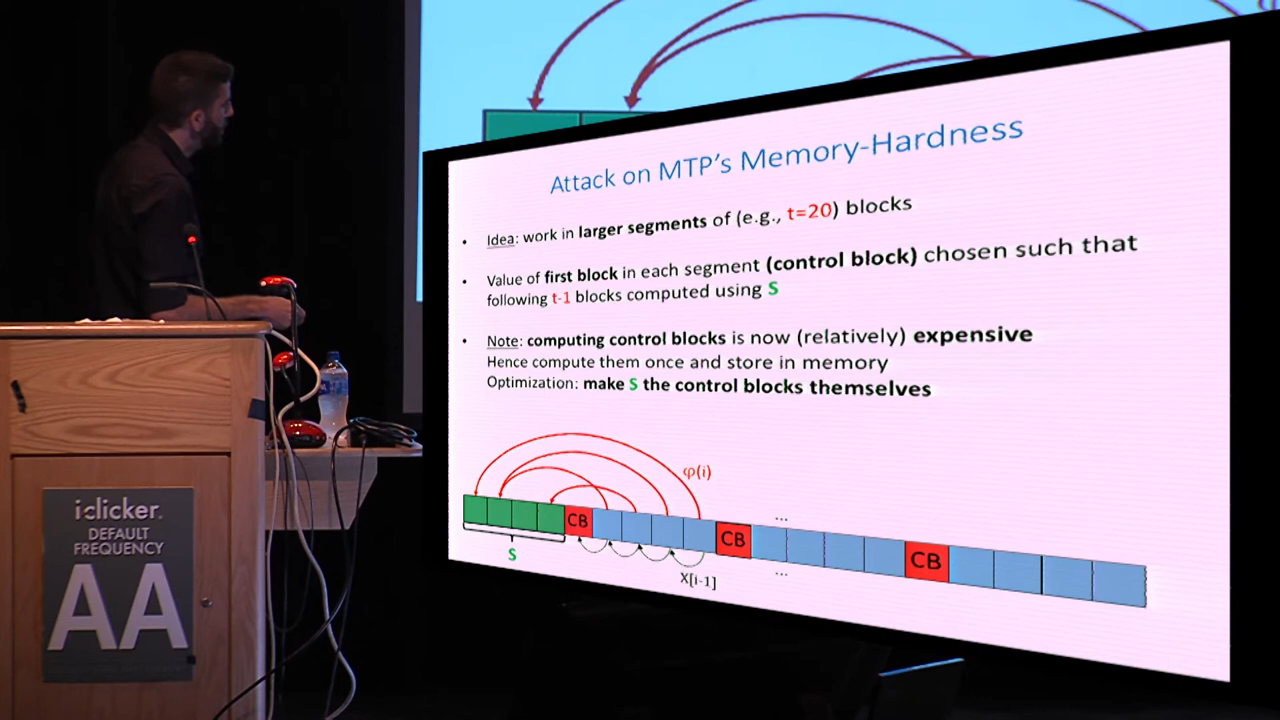 Attack on MTP's Memory-Hardness
• Idea: work in larger segments of (e.g., t=20) blocks
• Value of first block in each segment (control block) chosen such that
following t-1 blocks computed using S
• Note: computing control blocks is now (relatively) expensive
Hence compute them once and store in memory
Optimization: make S the control blocks themselves
φ(i)
CB
...
CB
CB
S
X[i-1]
...
iclicker.
DEFAULT
FREQUENCY
AA